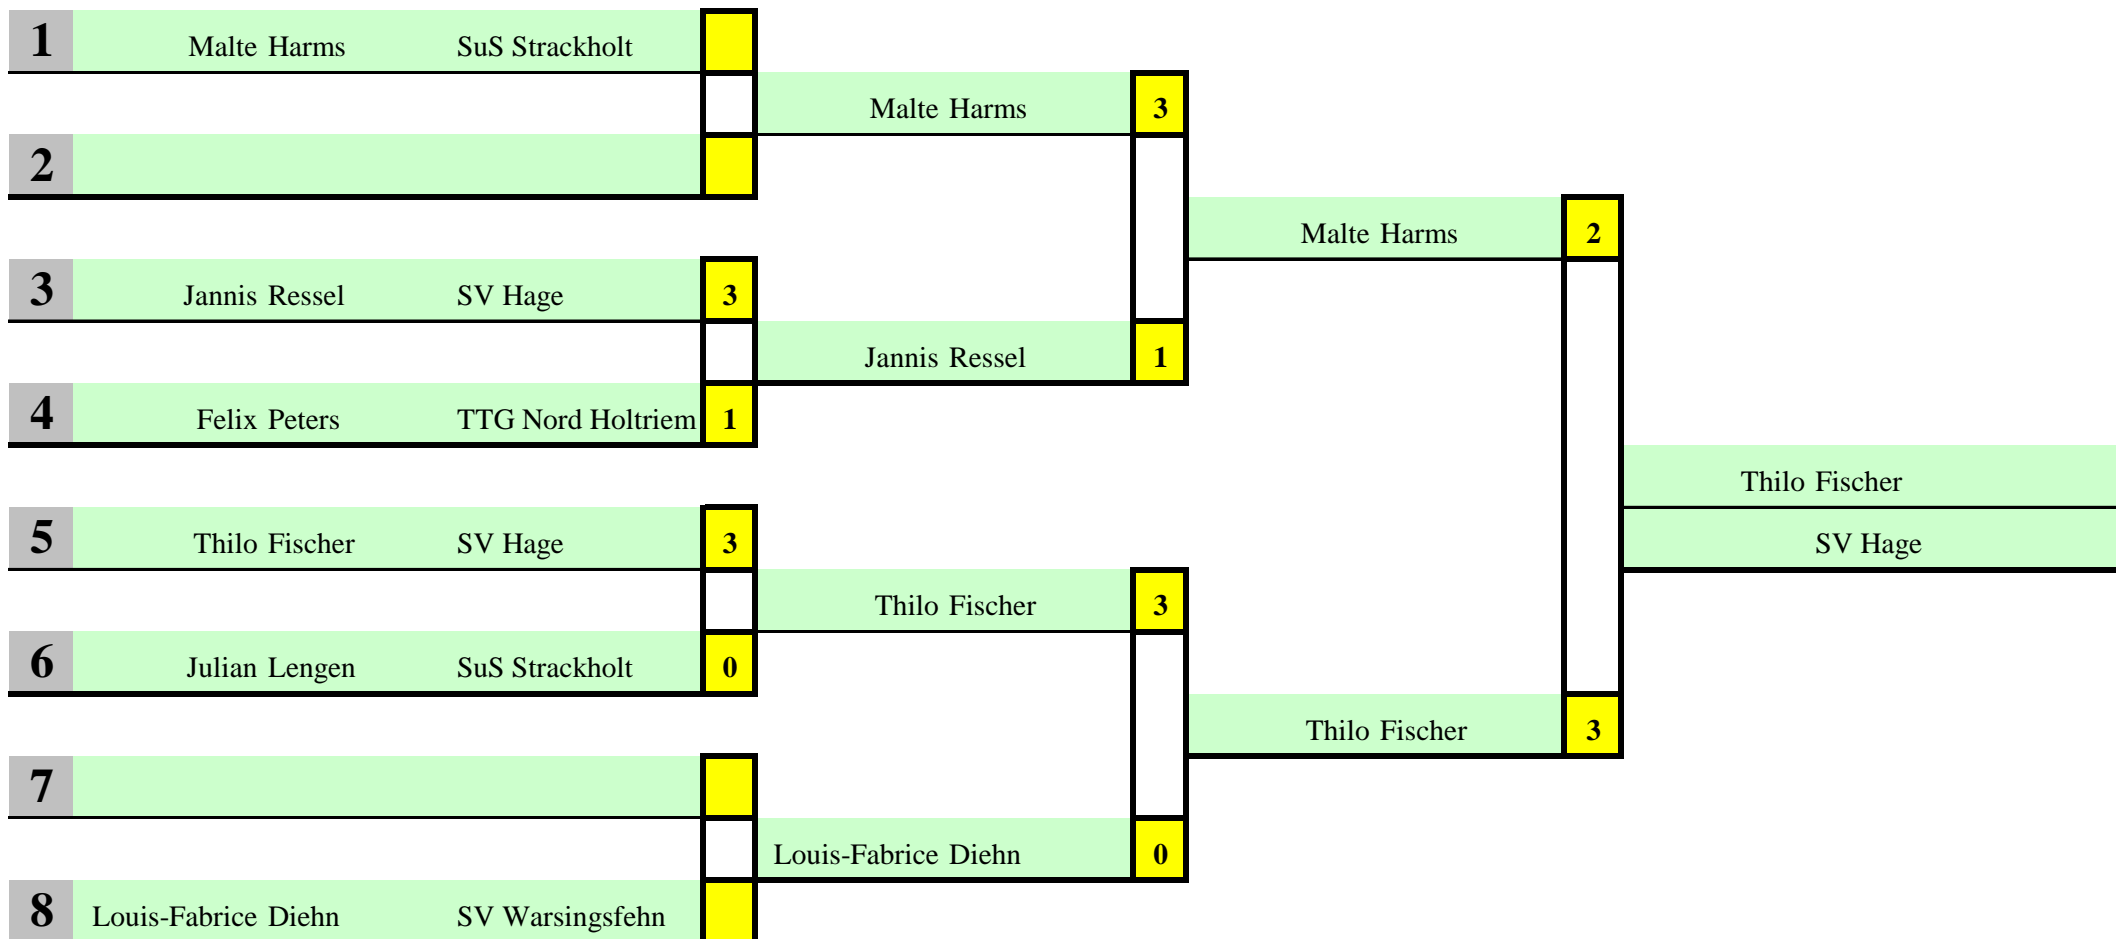 1 Malte Harms SuS Strackholt
Malte Harms 3
2
Malte Harms 2
3 Jannis Ressel SV Hage 3
Jannis Ressel 1
4 Felix Peters TTG Nord Holtriem 1
Thilo Fischer
5 Thilo Fischer SV Hage 3
SV Hage
Thilo Fischer 3
6 Julian Lengen SuS Strackholt 0
Thilo Fischer 3
7
Louis-Fabrice Diehn 0
8 Louis-Fabrice Diehn SV Warsingsfehn